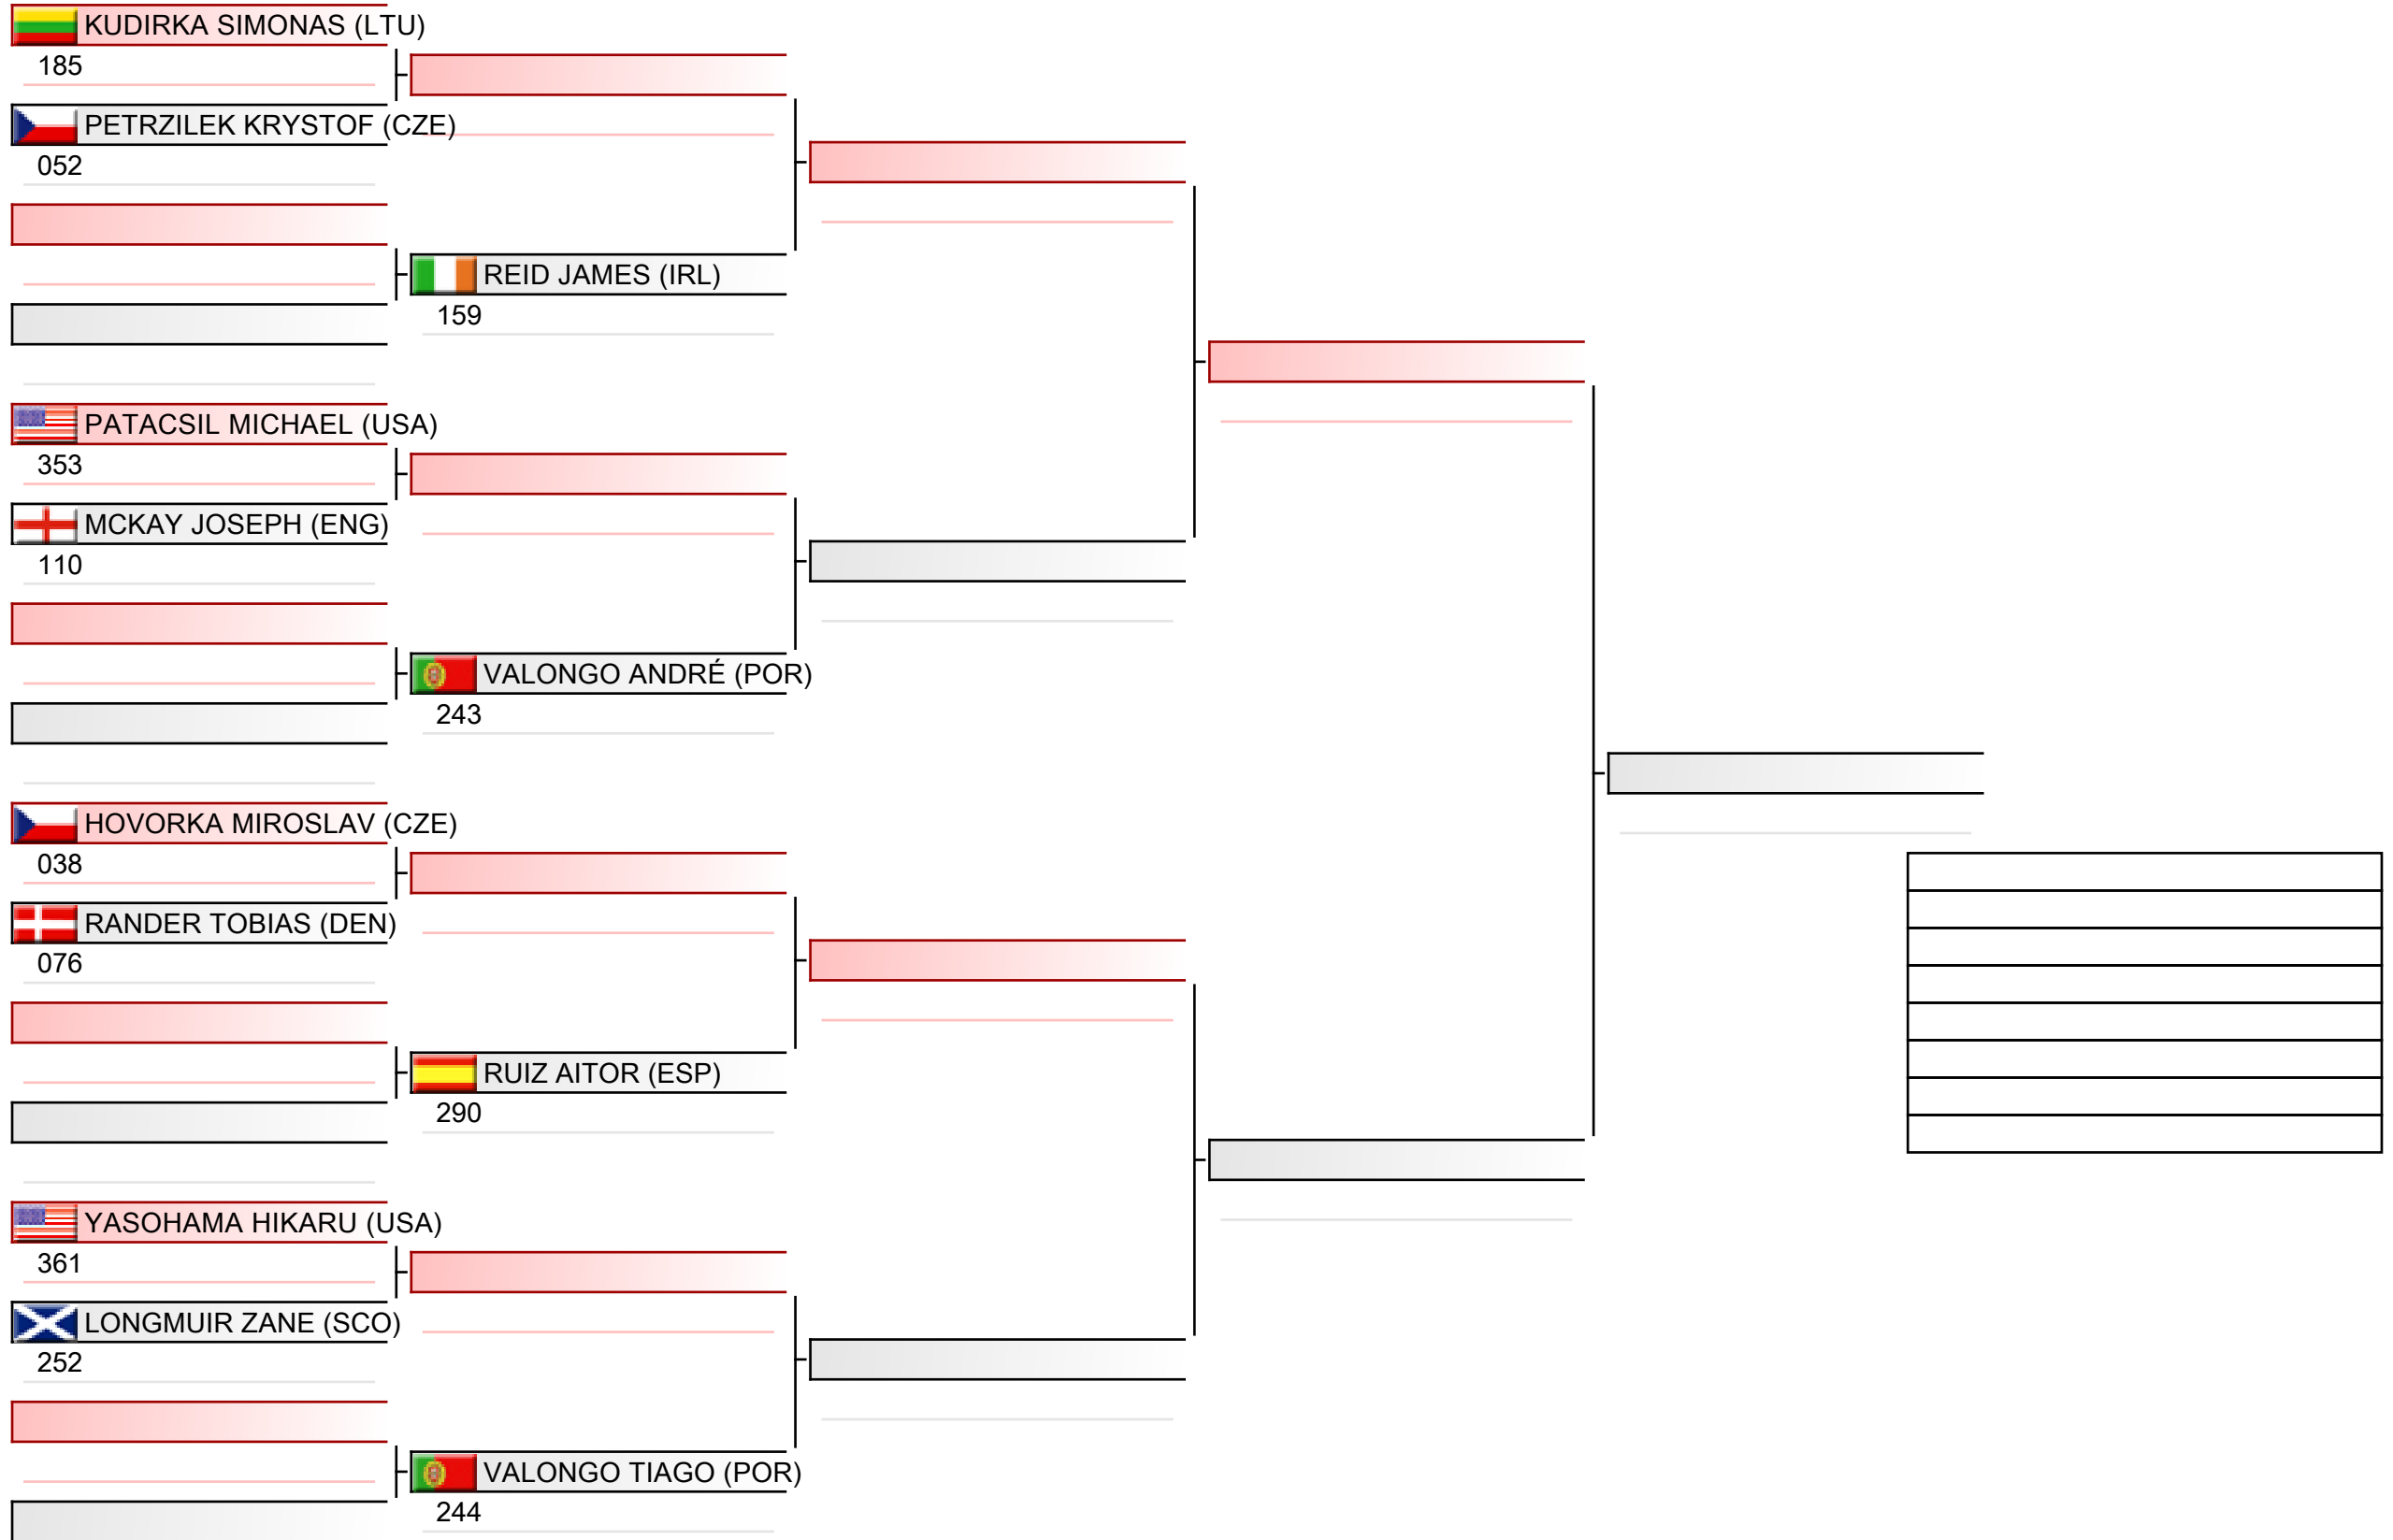 KUDIRKA SIMONAS (LTU)
185
PETRZILEK KRYSTOF (CZE)
052
REID JAMES (IRL)
159
PATACSIL MICHAEL (USA)
353
MCKAY JOSEPH (ENG)
110
VALONGO ANDRÉ (POR)
243
HOVORKA MIROSLAV (CZE)
038
RANDER TOBIAS (DEN)
076
RUIZ AITOR (ESP)
290
YASOHAMA HIKARU (USA)
361
LONGMUIR ZANE (SCO)
252
VALONGO TIAGO (POR)
244